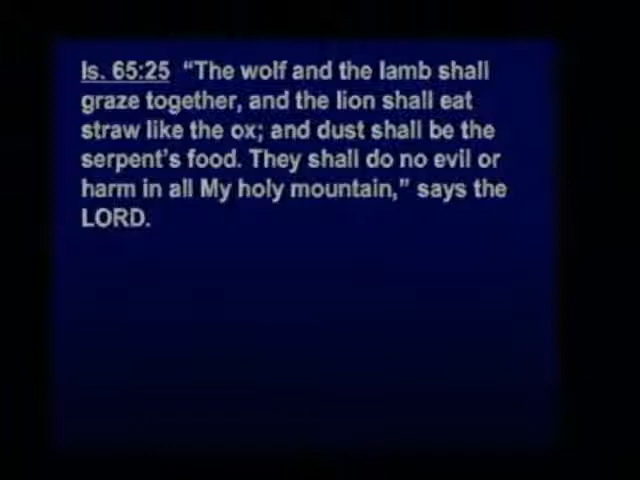 Is. 65:25 “The wolf and the lamb shall
graze together, and the lion shall eat
straw like the ox; and dust shall be the
serpent’s food. They shall do no evil or
harm in all My holy mountain,” says the
LORD.